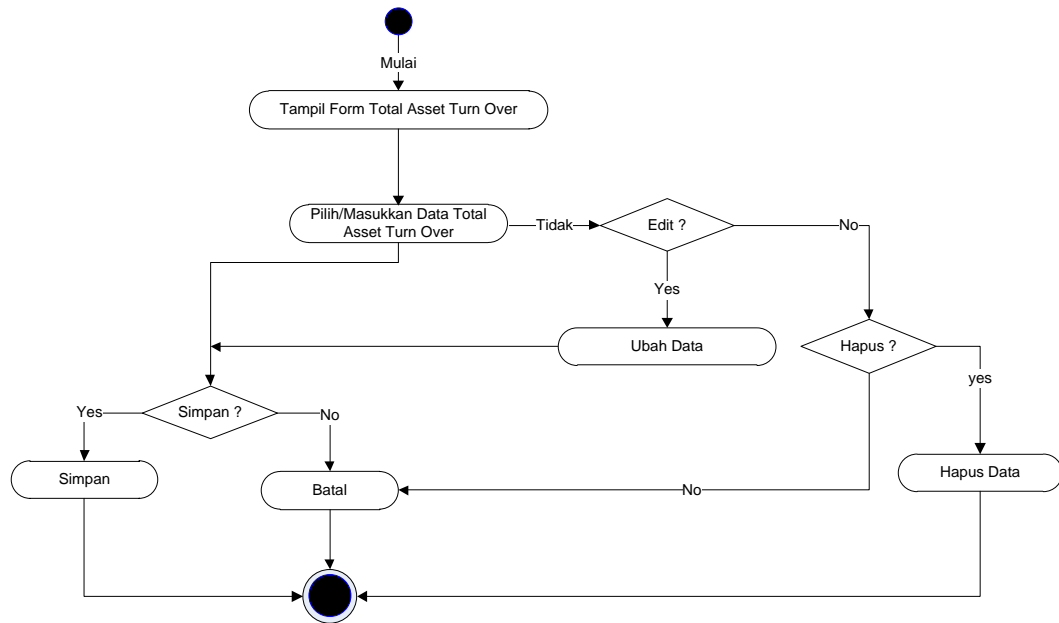 Mulai
Tampil Form Total Asset Turn Over
Pilih/Masukkan Data Total
Asset Turn Over
Tidak
Edit ?
No
Yes
Ubah Data
Hapus ?
yes
Yes
Simpan ?
No
Simpan
Batal
No
Hapus Data